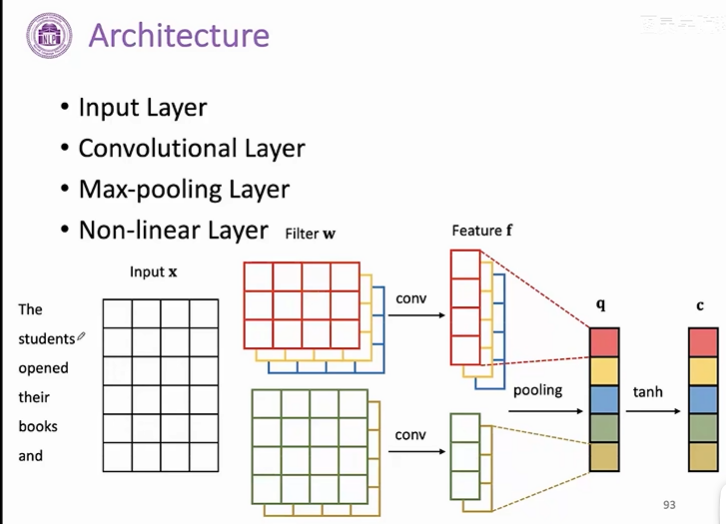 NLP
Architecture
• Input Layer
• Convolutional Layer
• Max-pooling Layer
• Non-linear Layer
Filter w
Feature f
Input x
The
students
opened
their
books
and
conv
conv
q
pooling
tanh
c
93